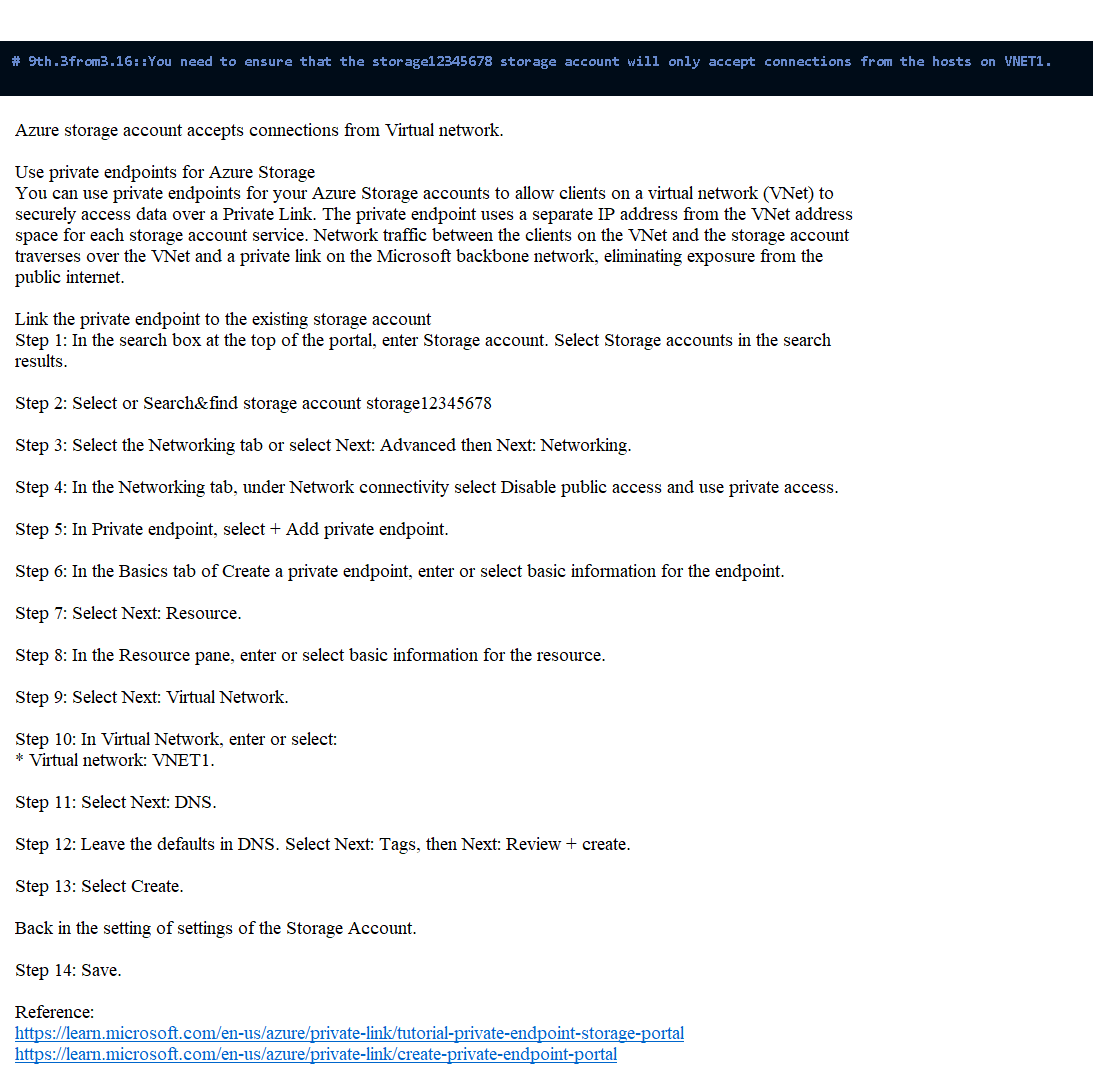 # 9th.3from3.16::You need to ensure that the storage12345678 storage account will only accept connections from the hosts on VNET1.
Azure storage account accepts connections from Virtual network.
Use private endpoints for Azure Storage
You can use private endpoints for your Azure Storage accounts to allow clients on a virtual network (VNet) to
securely access data over a Private Link. The private endpoint uses a separate IP address from the VNet address
space for each storage account service. Network traffic between the clients on the VNet and the storage account
traverses over the VNet and a private link on the Microsoft backbone network, eliminating exposure from the
public internet.
Link the private endpoint to the existing storage account
Step 1: In the search box at the top of the portal, enter Storage account. Select Storage accounts in the search
results.
Step 2: Select or Search&find storage account storage12345678
Step 3: Select the Networking tab or select Next: Advanced then Next: Networking.
Step 4: In the Networking tab, under Network connectivity select Disable public access and use private access.
Step 5: In Private endpoint, select + Add private endpoint.
Step 6: In the Basics tab of Create a private endpoint, enter or select basic information for the endpoint.
Step 7: Select Next: Resource.
Step 8: In the Resource pane, enter or select basic information for the resource.
Step 9: Select Next: Virtual Network.
Step 10: In Virtual Network, enter or select:
* Virtual network: VNET1.
Step 11: Select Next: DNS.
Step 12: Leave the defaults in DNS. Select Next: Tags, then Next: Review + create.
Step 13: Select Create.
Back in the setting of settings of the Storage Account.
Step 14: Save.
Reference:
https://learn.microsoft.com/en-us/azure/private-link/tutorial-private-endpoint-storage-portal
https://learn.microsoft.com/en-us/azure/private-link/create-private-endpoint-portal